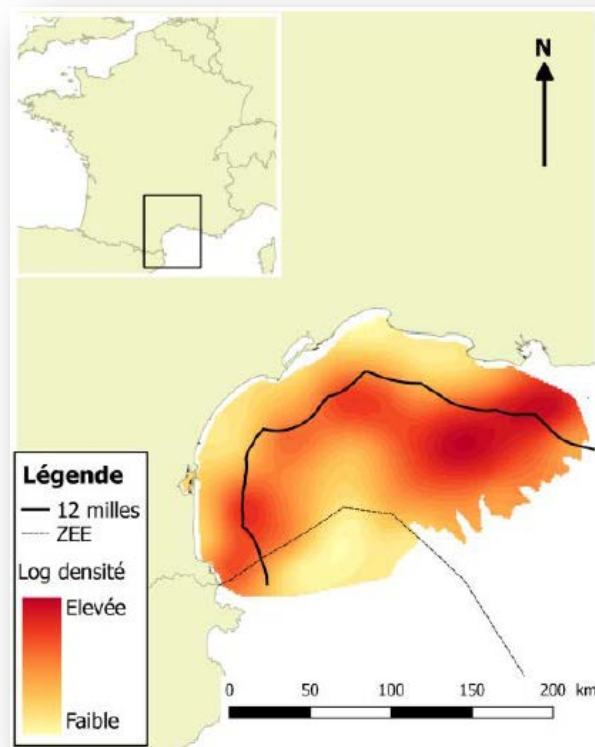 N
Légende
12 milles
ZEE
Log densité
Elevée
Faible
0 50 100 150 200 km